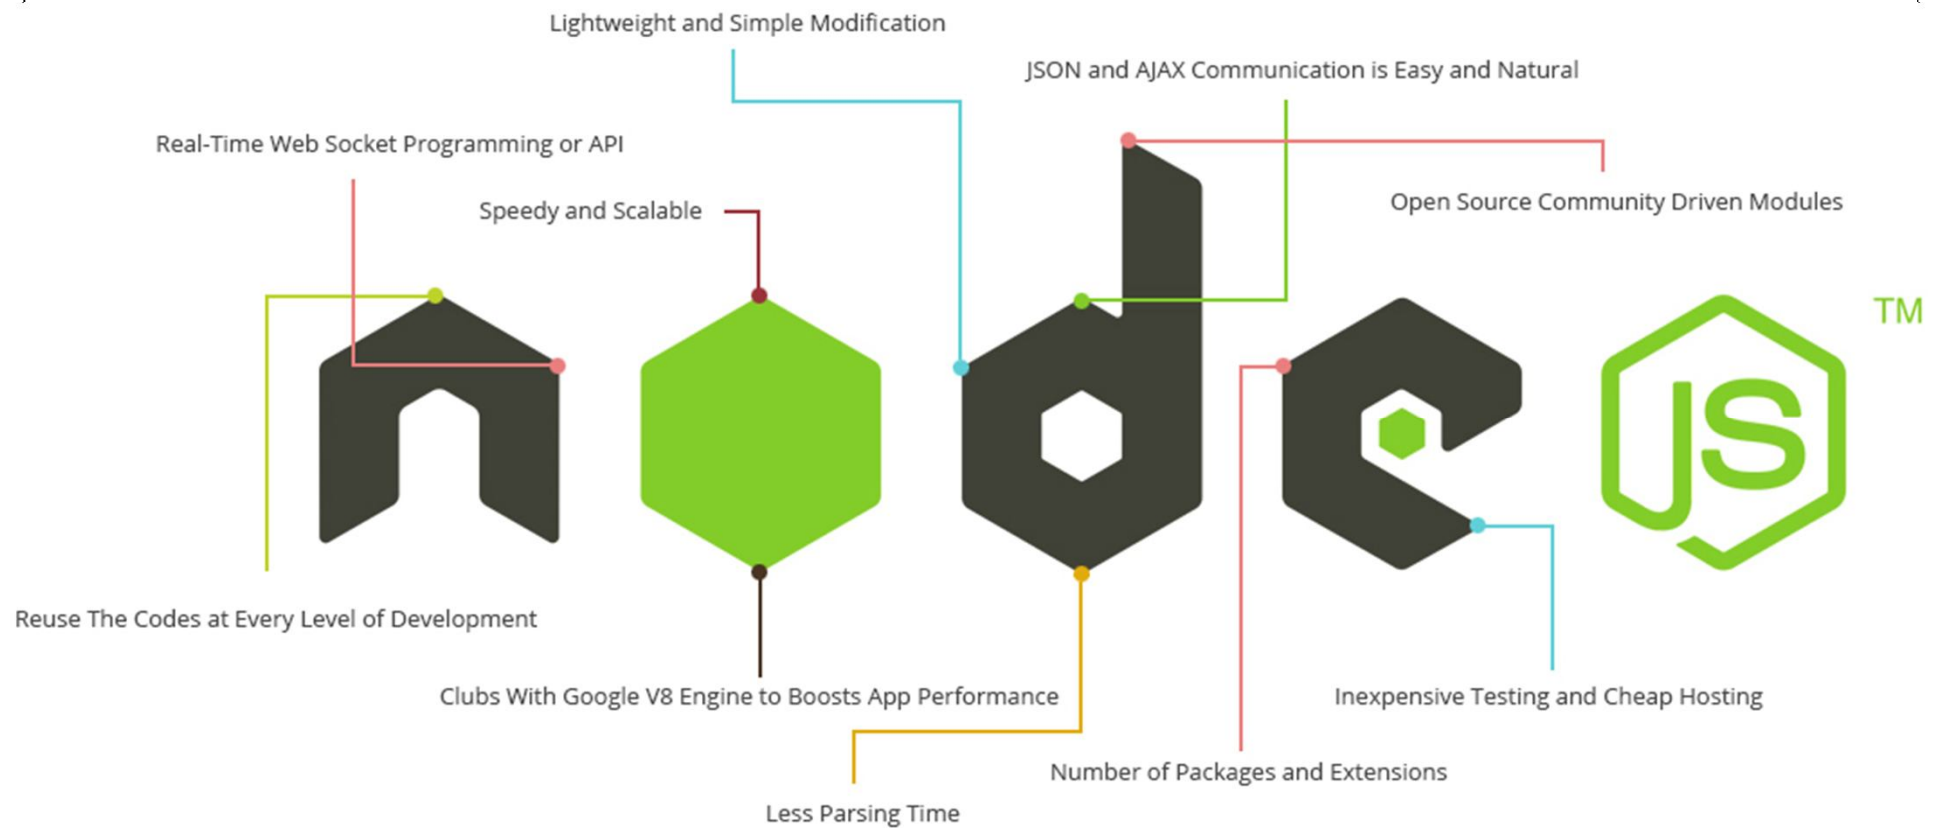 Lightweight and Simple Modification
JSON and AJAX Communication is Easy and Natural
Real-Time Web Socket Programming or API
Speedy and Scalable
Open Source Community Driven Modules
node
JS
TM
Reuse The Codes at Every Level of Development
Clubs With Google V8 Engine to Boosts App Performance
Inexpensive Testing and Cheap Hosting
Number of Packages and Extensions
Less Parsing Time